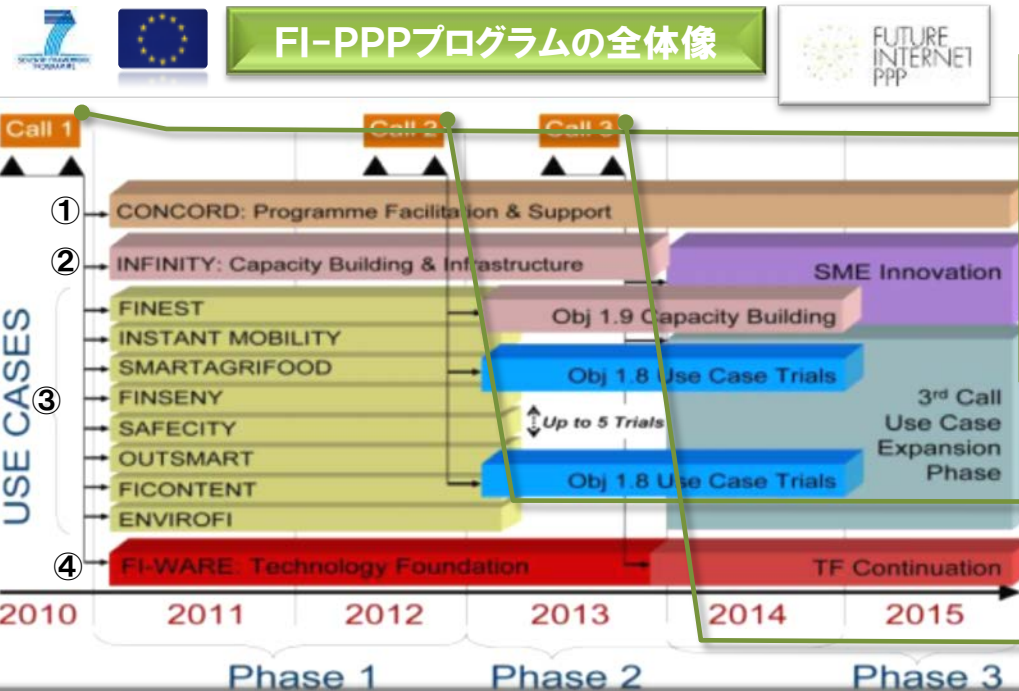 SEVENTH FRAMEWORK
PROGRAMME
FI-PPPプログラムの全体像
FUTURE
INTERNET
PPP
Call 1
Call 2
Call 3
①
CONCORD: Programme Facilitation & Support
②
INFINITY: Capacity Building & Infrastructure
SME Innovation
USE CASES
③
FINEST
INSTANT MOBILITY
SMARTAGRIFOOD
FINSENY
SAFECITY
OUTSMART
FICONTENT
ENVIROFI
Obj 1.9 Capacity Building
Obj 1.8 Use Case Trials
Up to 5 Trials
Obj 1.8 Use Case Trials
3rd Call
Use Case
Expansion
Phase
④
FI-WARE: Technology Foundation
TF Continuation
2010
2011
2012
2013
2014
2015
Phase 1
Phase 2
Phase 3